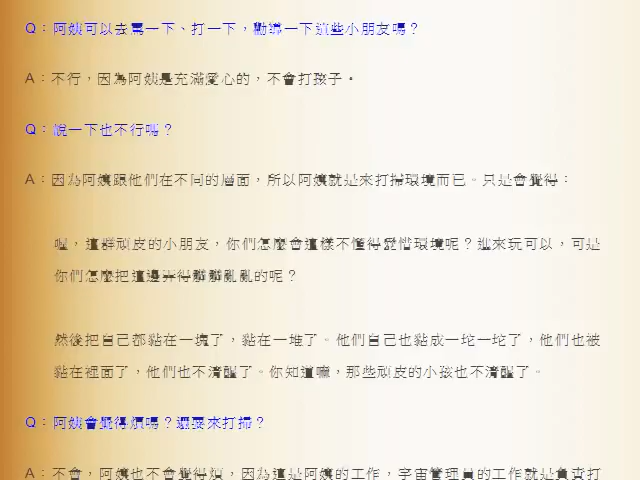 Q：阿姨可以去罵一下、打一下，勸導一下這些小朋友嗎？
A：不行，因為阿姨是充滿愛心的，不會打孩子。
Q：說一下也不行嗎？
A：因為阿姨跟他們在不同的層面，所以阿姨就是來打掃環境而已。只是會覺得：
喔，這群頑皮的小朋友，你們怎麼會這樣不懂得愛惜環境呢？進來玩可以，可是
你們怎麼把這邊弄得髒髒亂亂的呢？
然後把自己都黏在一塊了，黏在一堆了。他們自己也黏成一坨一坨了，他們也被
黏在裡面了，他們也不清醒了。你知道嘛，那些頑皮的小孩也不清醒了。
Q：阿姨會覺得煩嗎？還要來打掃？
A：不會，阿姨也不會覺得煩，因為這是阿姨的工作，宇宙管理員的工作就是負責打